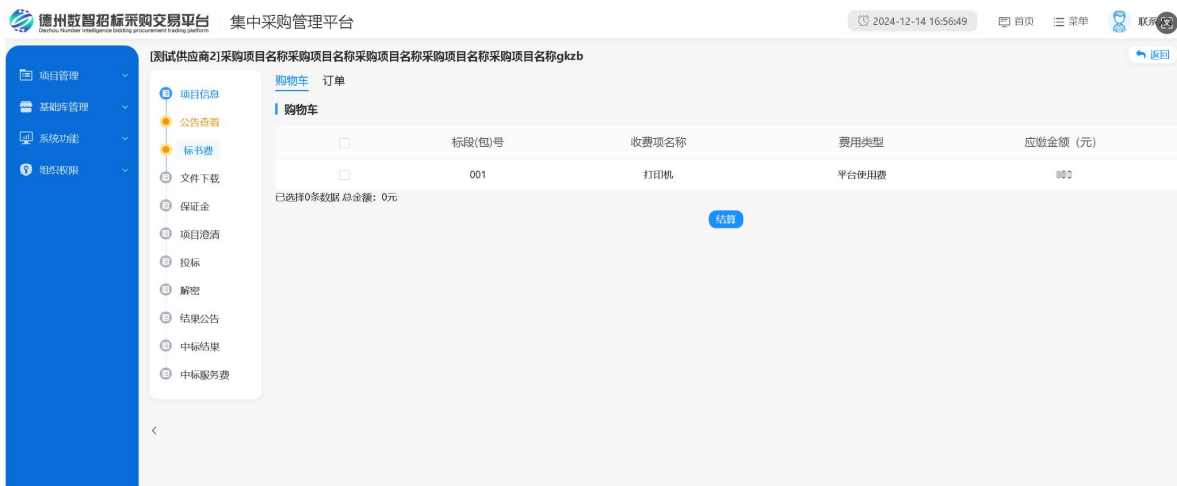 德州数智招标采购交易平台 集中采购管理平台 2024-12-14 16:56:49 首页 菜单
Dezhou Number Intelligence bidding procurement trading platform
[测试供应商2]采购项目名称采购项目名称采购项目名称采购项目名称采购项目名称gkzb 返回
项目管理
基础库管理
系统功能
组织权限
项目信息
公告查看
标书费
文件下载
保证金
项目澄清
投标
解密
结果公告
中标结果
中标服务费
购物车 订单
购物车
标段(包)号 收费项名称 费用类型 应缴金额（元）
001 打印机 平台使用费
已选择0条数据 总金额：0元
结算